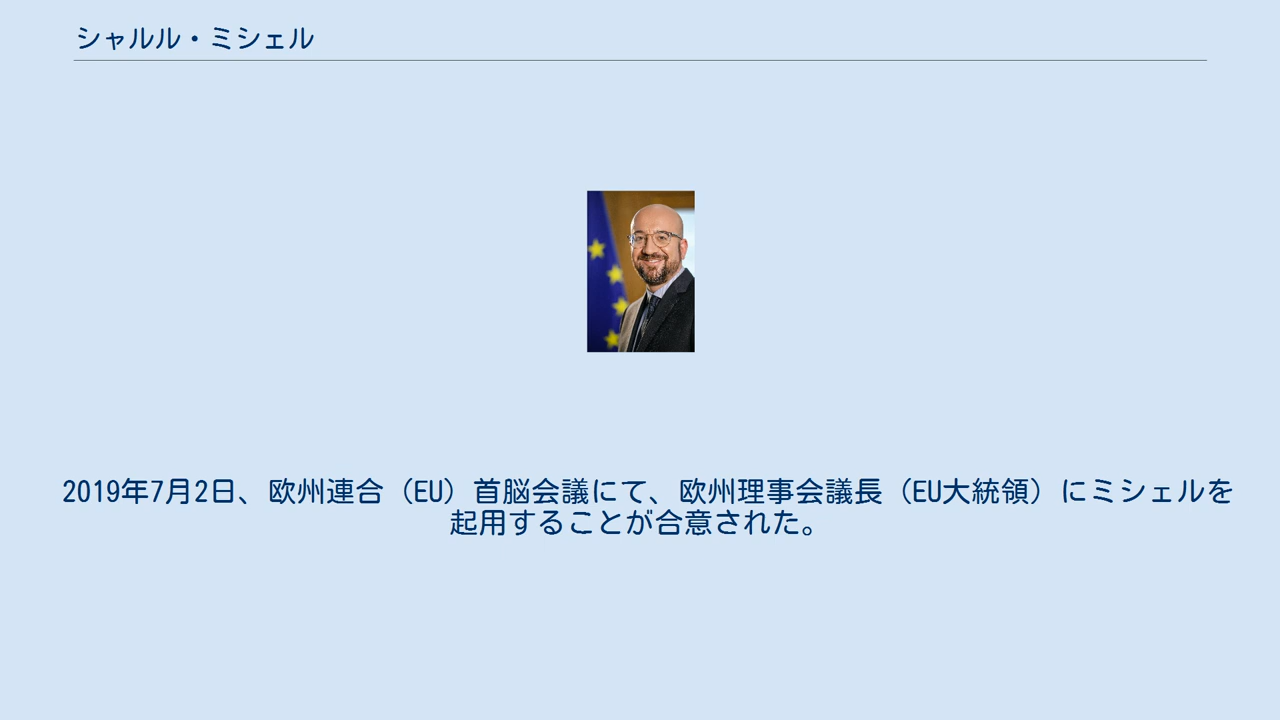 シャルル・ミシェル
2019年7月2日、欧州連合（EU）首脳会議にて、欧州理事会議長（EU大統領）にミシェルを
起用することが合意された。